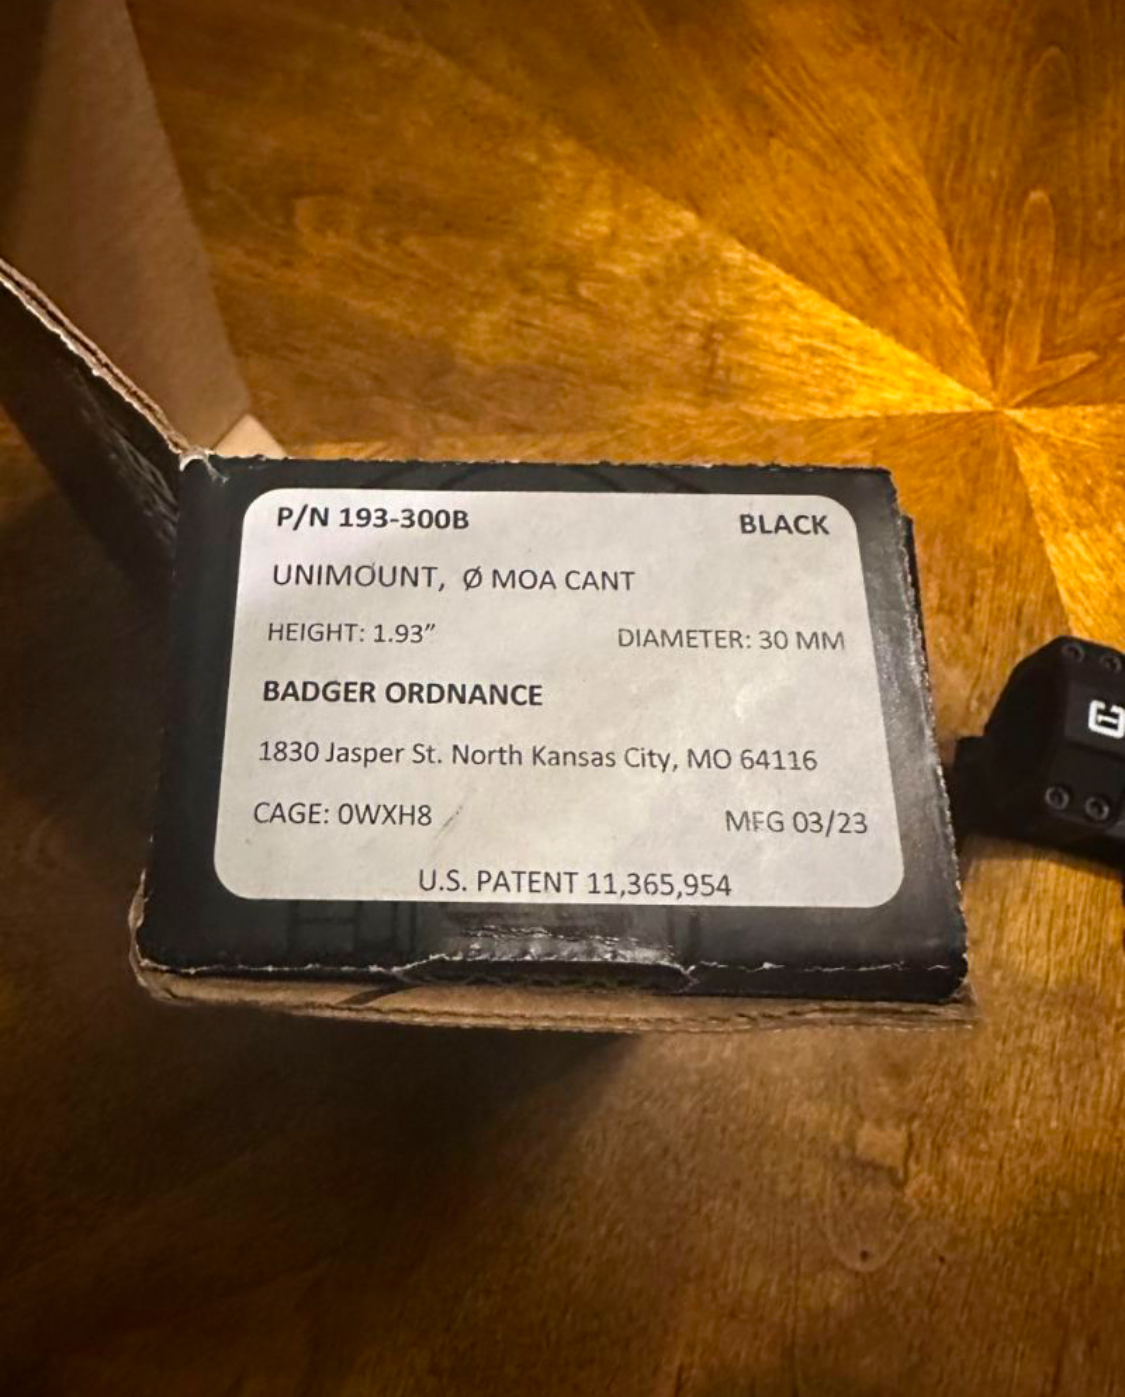 P/N 193-300B BLACK
UNIMOUNT, Ø MOA CANT
HEIGHT: 1.93” DIAMETER: 30 MM
BADGER ORDNANCE
1830 Jasper St. North Kansas City, MO 64116
CAGE: 0WXH8 MFG 03/23
U.S. PATENT 11,365,954